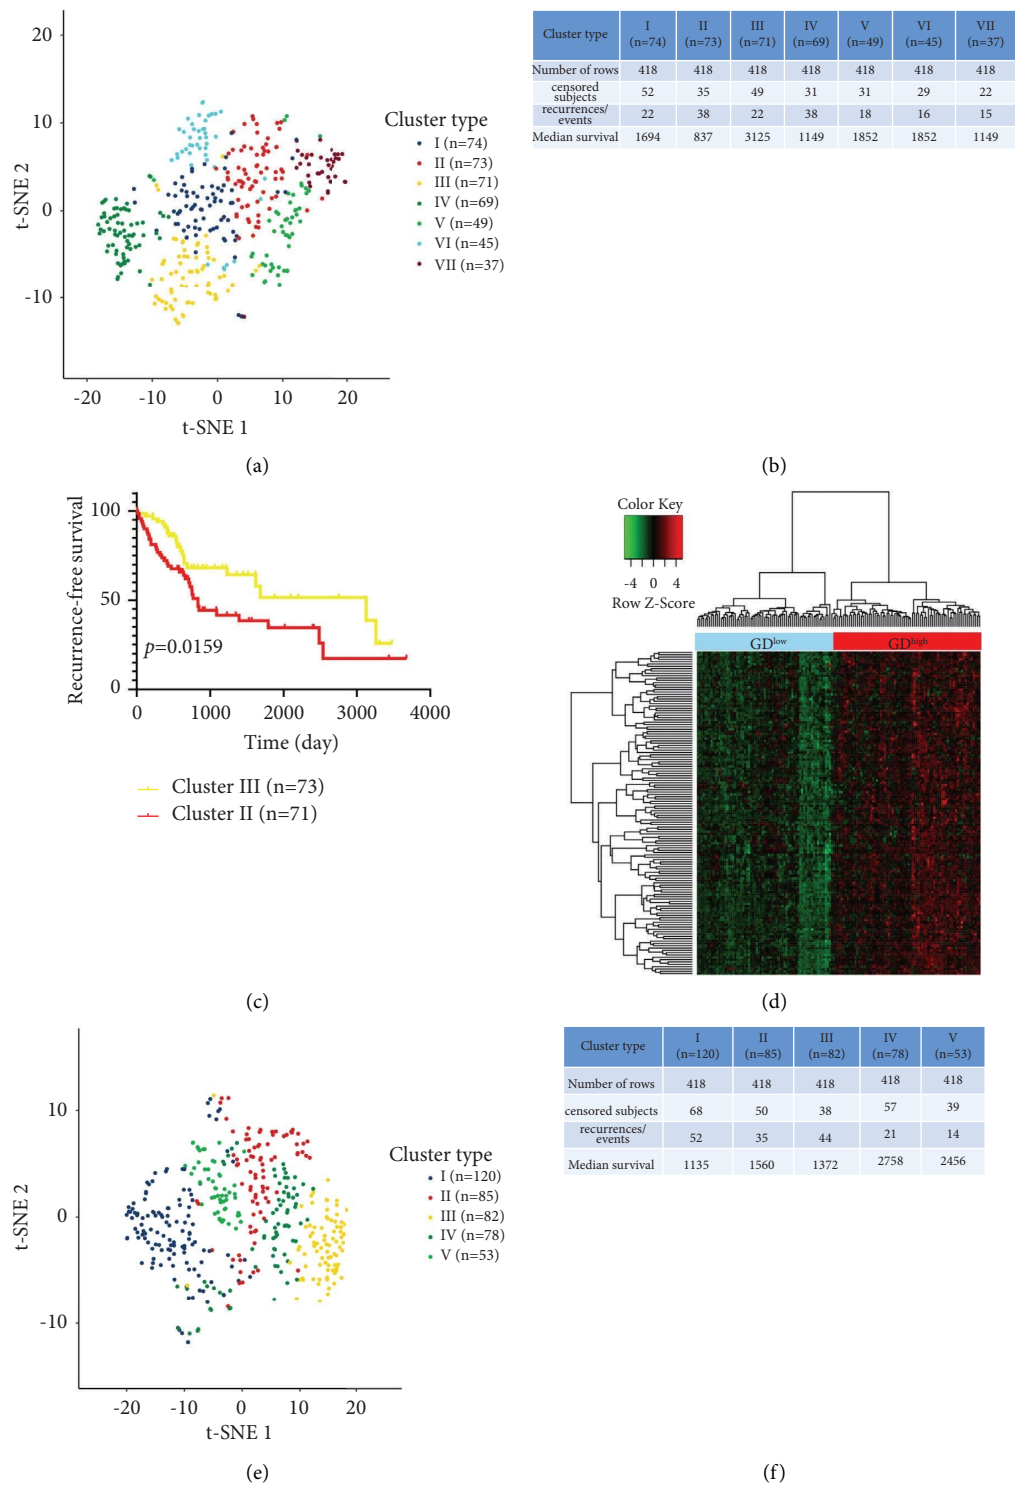 20
10
0
-10
t-SNE 2
-20 -10 0 10 20
t-SNE 1
Cluster type
I (n=74)
II (n=73)
III (n=71)
IV (n=69)
V (n=49)
VI (n=45)
VII (n=37)
(a)
Cluster type I (n=74) II (n=73) III (n=71) IV (n=69) V (n=49) VI (n=45) VII (n=37)
Number of rows 418 418 418 418 418 418 418
censored subjects 52 35 49 31 31 29 22
recurrences/ events 22 38 22 38 18 16 15
Median survival 1694 837 3125 1149 1852 1852 1149
(b)
Recurrence-free survival
100
50
0
p=0.0159
0 1000 2000 3000 4000
Time (day)
Cluster III (n=73)
Cluster II (n=71)
(c)
Color Key
-4 0 4
Row Z-Score
GDlow GDhigh
(d)
10
0
-10
t-SNE 2
-20 -10 0 10 20
t-SNE 1
Cluster type
I (n=120)
II (n=85)
III (n=82)
IV (n=78)
V (n=53)
(e)
Cluster type I (n=120) II (n=85) III (n=82) IV (n=78) V (n=53)
Number of rows 418 418 418 418 418
censored subjects 68 50 38 57 39
recurrences/ events 52 35 44 21 14
Median survival 1135 1560 1372 2758 2456
(f)